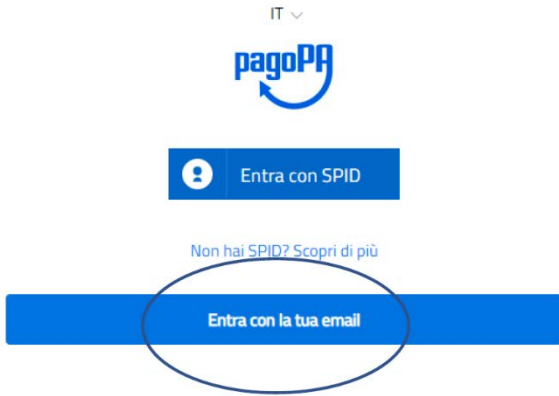 IT
pagoPA
Entra con SPID
Non hai SPID? Scopri di più
Entra con la tua email